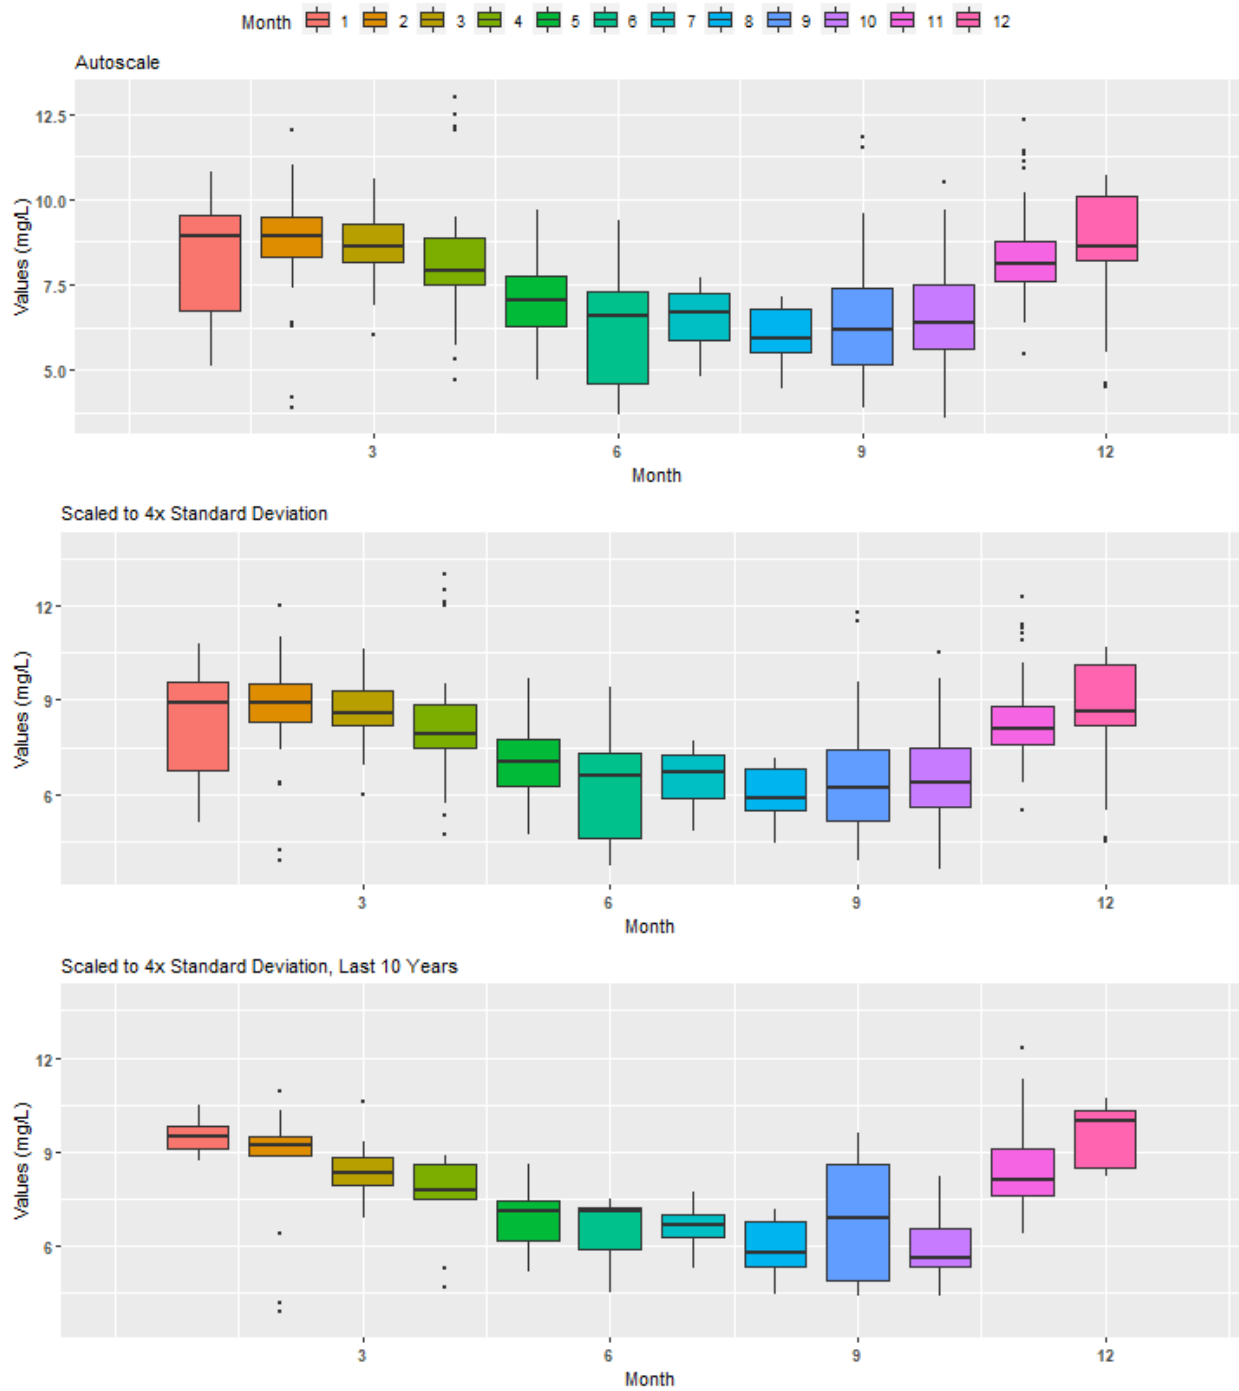 Month 1 2 3 4 5 6 7 8 9 10 11 12
Autoscale
Values (mg/L)
12.5
10.0
7.5
5.0
3 6 9 12
Month
Scaled to 4x Standard Deviation
Values (mg/L)
12
9
6
3 6 9 12
Month
Scaled to 4x Standard Deviation, Last 10 Years
Values (mg/L)
12
9
6
3 6 9 12
Month